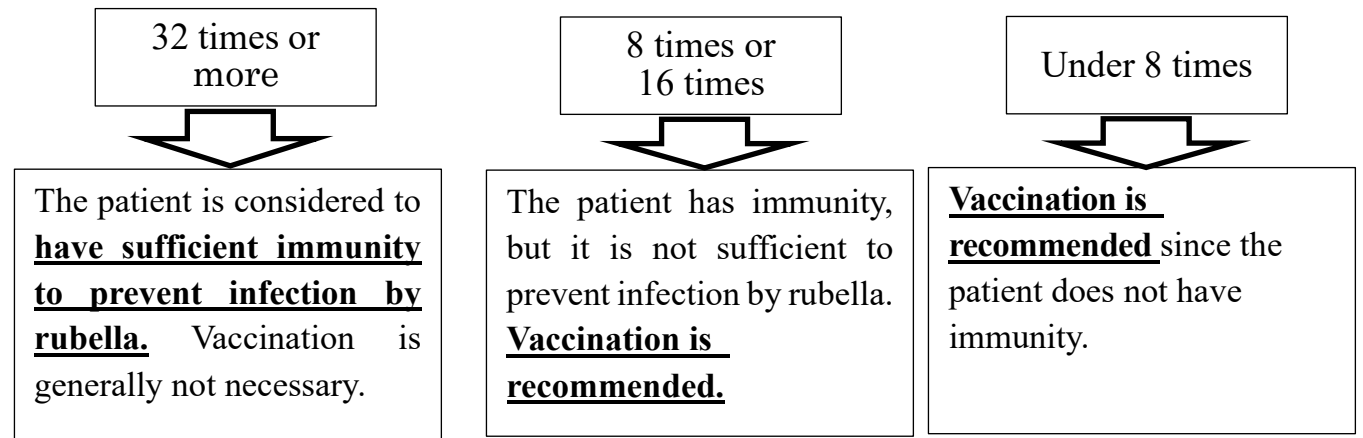 32 times or
more
The patient is considered to
have sufficient immunity
to prevent infection by
rubella. Vaccination is
generally not necessary.
8 times or
16 times
The patient has immunity,
but it is not sufficient to
prevent infection by rubella.
Vaccination is
recommended.
Under 8 times
Vaccination is
recommended since the
patient does not have
immunity.